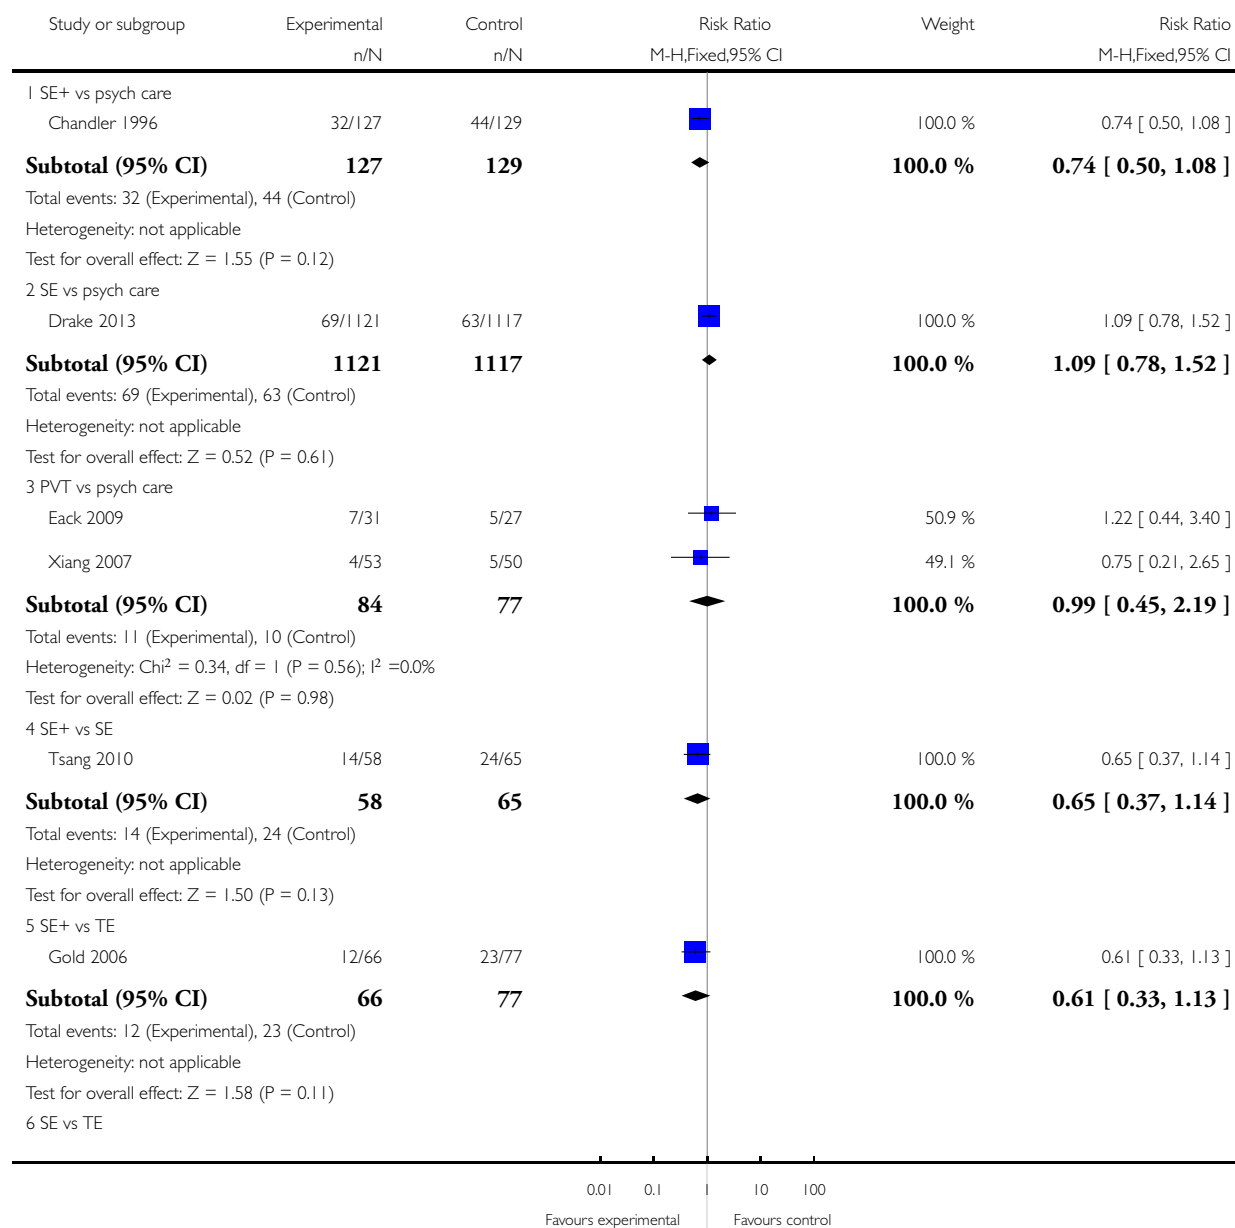 Study or subgroup Experimental Control Risk Ratio Weight Risk Ratio
n/N n/N M-H,Fixed,95% CI M-H,Fixed,95% CI
1 SE+ vs psych care
Chandler 1996 32/127 44/129 100.0 % 0.74 [ 0.50, 1.08 ]
Subtotal (95% CI) 127 129 100.0 % 0.74 [ 0.50, 1.08 ]
Total events: 32 (Experimental), 44 (Control)
Heterogeneity: not applicable
Test for overall effect: Z = 1.55 (P = 0.12)
2 SE vs psych care
Drake 2013 69/1121 63/1117 100.0 % 1.09 [ 0.78, 1.52 ]
Subtotal (95% CI) 1121 1117 100.0 % 1.09 [ 0.78, 1.52 ]
Total events: 69 (Experimental), 63 (Control)
Heterogeneity: not applicable
Test for overall effect: Z = 0.52 (P = 0.61)
3 PVT vs psych care
Eack 2009 7/31 5/27 50.9 % 1.22 [ 0.44, 3.40 ]
Xiang 2007 4/53 5/50 49.1 % 0.75 [ 0.21, 2.65 ]
Subtotal (95% CI) 84 77 100.0 % 0.99 [ 0.45, 2.19 ]
Total events: 11 (Experimental), 10 (Control)
Heterogeneity: Chi² = 0.34, df = 1 (P = 0.56); I² =0.0%
Test for overall effect: Z = 0.02 (P = 0.98)
4 SE+ vs SE
Tsang 2010 14/58 24/65 100.0 % 0.65 [ 0.37, 1.14 ]
Subtotal (95% CI) 58 65 100.0 % 0.65 [ 0.37, 1.14 ]
Total events: 14 (Experimental), 24 (Control)
Heterogeneity: not applicable
Test for overall effect: Z = 1.50 (P = 0.13)
5 SE+ vs TE
Gold 2006 12/66 23/77 100.0 % 0.61 [ 0.33, 1.13 ]
Subtotal (95% CI) 66 77 100.0 % 0.61 [ 0.33, 1.13 ]
Total events: 12 (Experimental), 23 (Control)
Heterogeneity: not applicable
Test for overall effect: Z = 1.58 (P = 0.11)
6 SE vs TE
0.01 0.1 1 10 100
Favours experimental Favours control